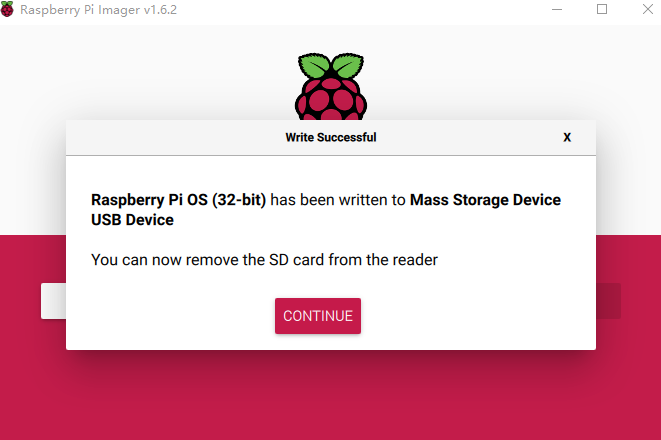 Raspberry Pi Imager v1.6.2
Write Successful
X
Raspberry Pi OS (32-bit) has been written to Mass Storage Device
USB Device
You can now remove the SD card from the reader
CONTINUE